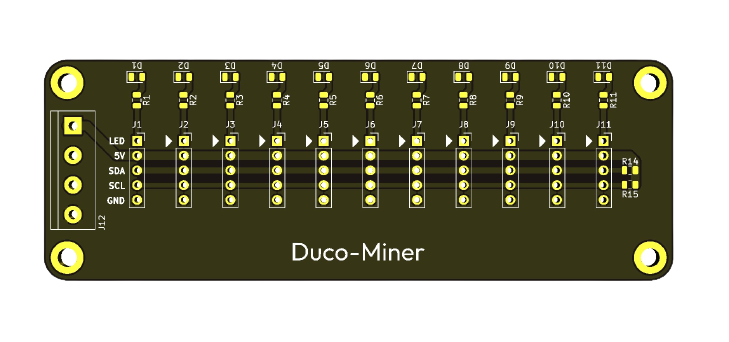 D1 D2 D3 D4 D5 D6 D7 D8 D9 D10 D11
R1 R2 R3 R4 R5 R6 R7 R8 R9 R10 R11
J1 J2 J3 J4 J5 J6 J7 J8 J9 J10 J11
LED
5V
SDA
SCL
GND
R14
R15
J12
Duco-Miner